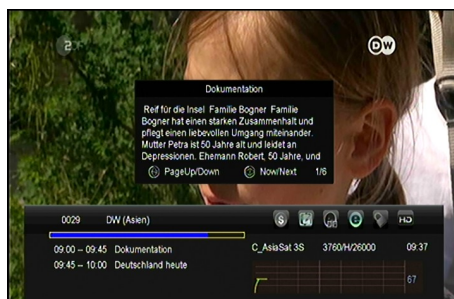 2
DW
Dokumentation
Reif für die Insel Familie Bogner Familie
Bogner hat einen starken Zusammenhalt und
pflegt einen liebevollen Umgang miteinander.
Mutter Petra ist 50 Jahre alt und leidet an
Depressionen. Ehemann Robert, 50 Jahre, und
PageUp/Down Now/Next 1/6
0029 DW (Asien) S HD
09:00 -- 09:45 Dokumentation C_AsiaSat 3S 3760/H/26000 09:37
09:45 -- 10:00 Deutschland heute
67